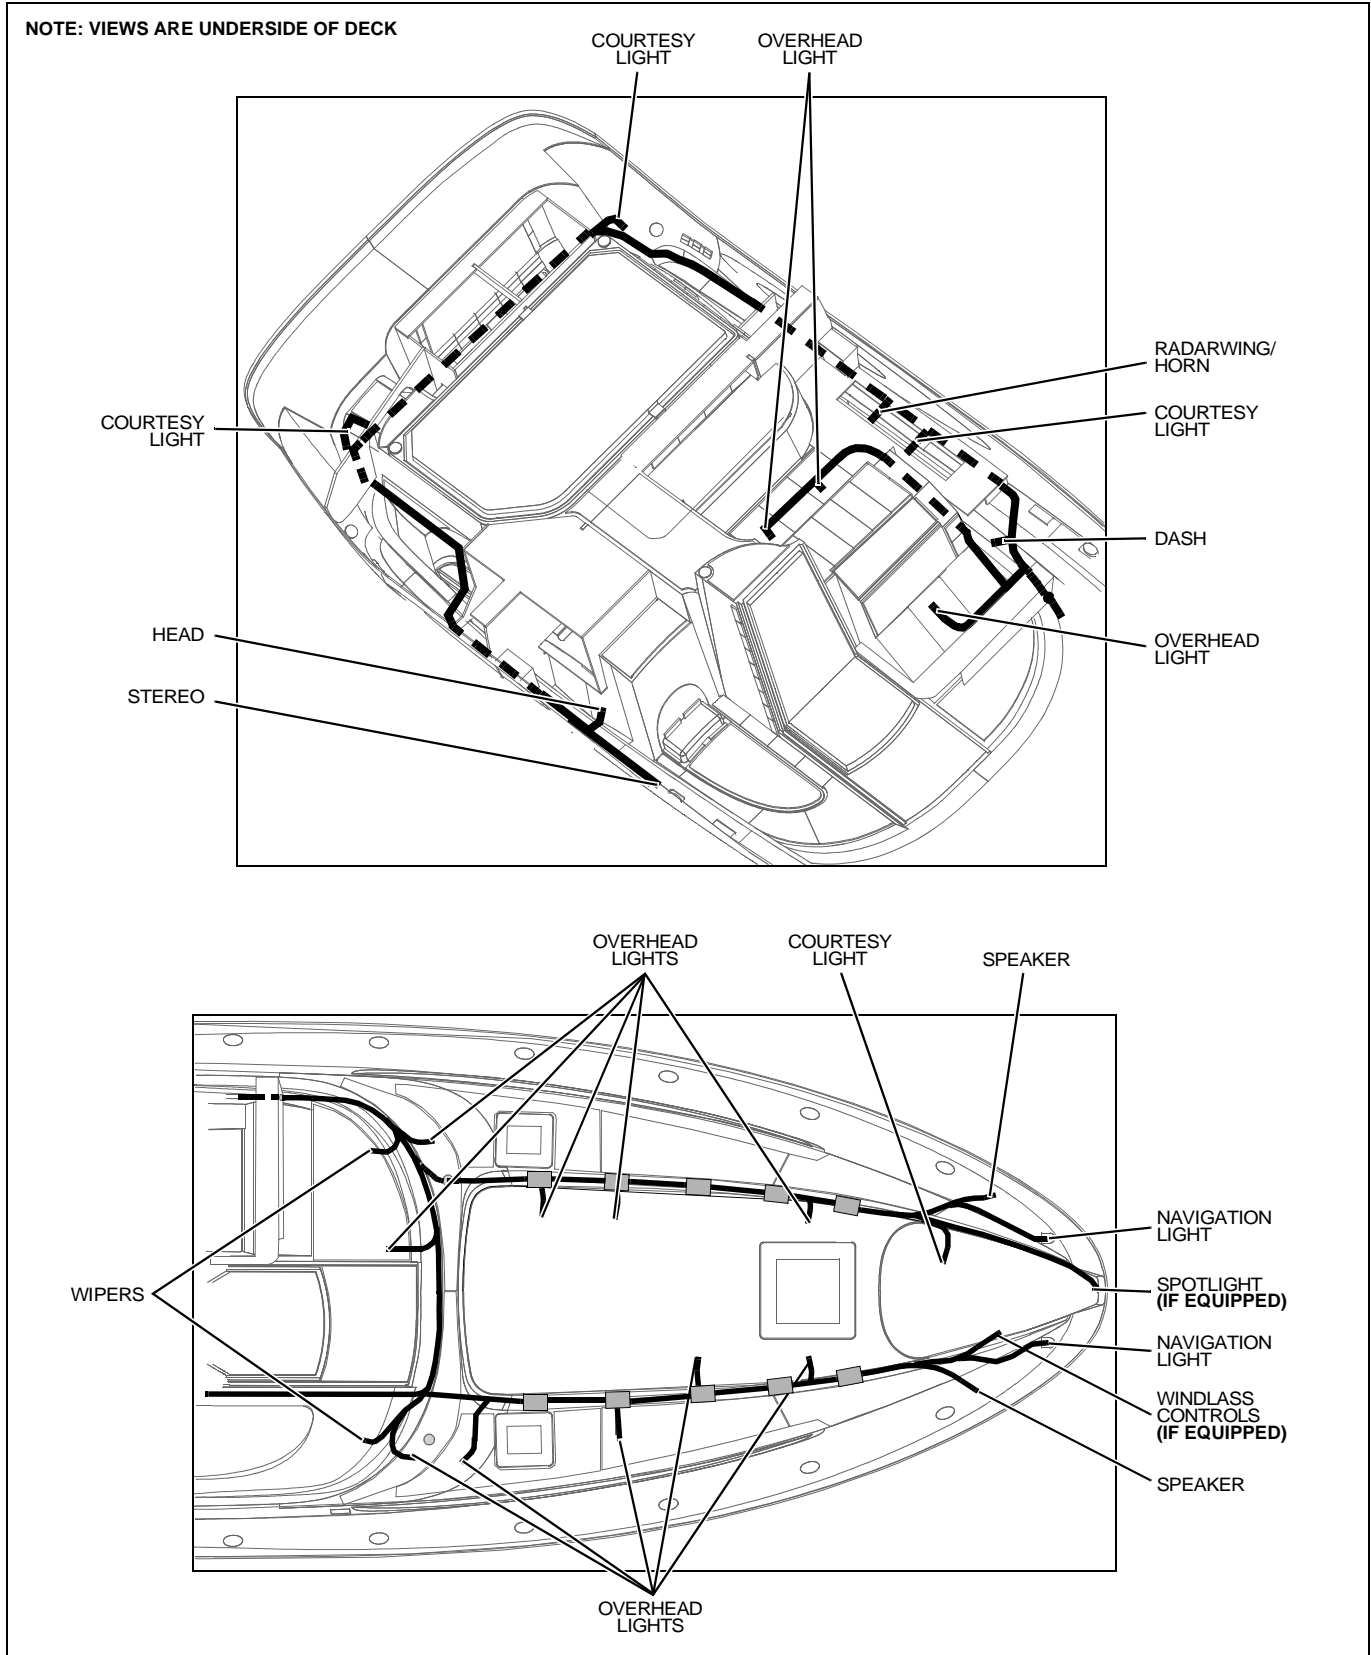 NOTE: VIEWS ARE UNDERSIDE OF DECK
COURTESY
LIGHT
OVERHEAD
LIGHT
RADARWING/
HORN
COURTESY
LIGHT
COURTESY
LIGHT
DASH
HEAD
OVERHEAD
LIGHT
STEREO
OVERHEAD
LIGHTS
COURTESY
LIGHT
SPEAKER
NAVIGATION
LIGHT
WIPERS
SPOTLIGHT
(IF EQUIPPED)
NAVIGATION
LIGHT
WINDLASS
CONTROLS
(IF EQUIPPED)
SPEAKER
OVERHEAD
LIGHTS